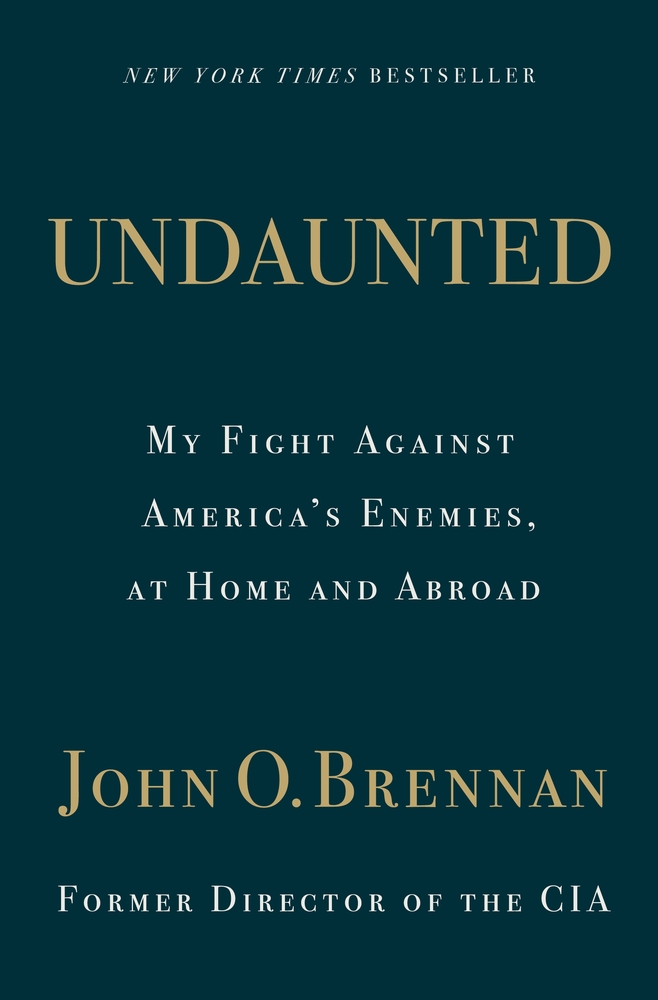 NEW YORK TIMES BESTSELLER
UNDAUNTED
My Fight Against
America’s Enemies,
at Home and Abroad
John O. Brennan
Former Director of the CIA